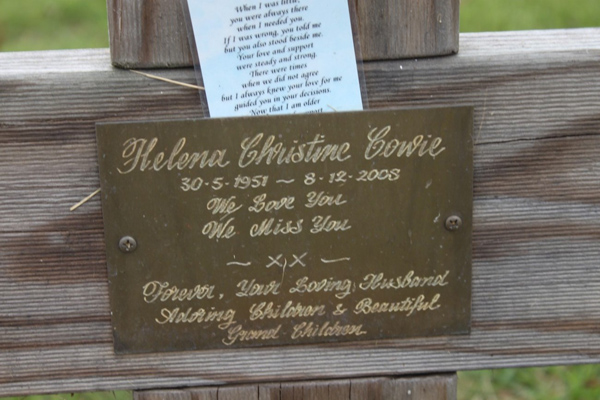 When I was little,
you were always there
when I needed you.
If I was wrong, you told me
but you also stood beside me.
Your love and support
were steady and strong.
There were times
when we did not agree
but I always knew your love for me
guided you in your decisions.
Now that I am older
Helena Christine Cowie
30·5·1951 ~ 8·12·2008
We Love You
We Miss You
~ xx ~
Forever, Your Loving Husband
Adoring Children & Beautiful
Grand Children